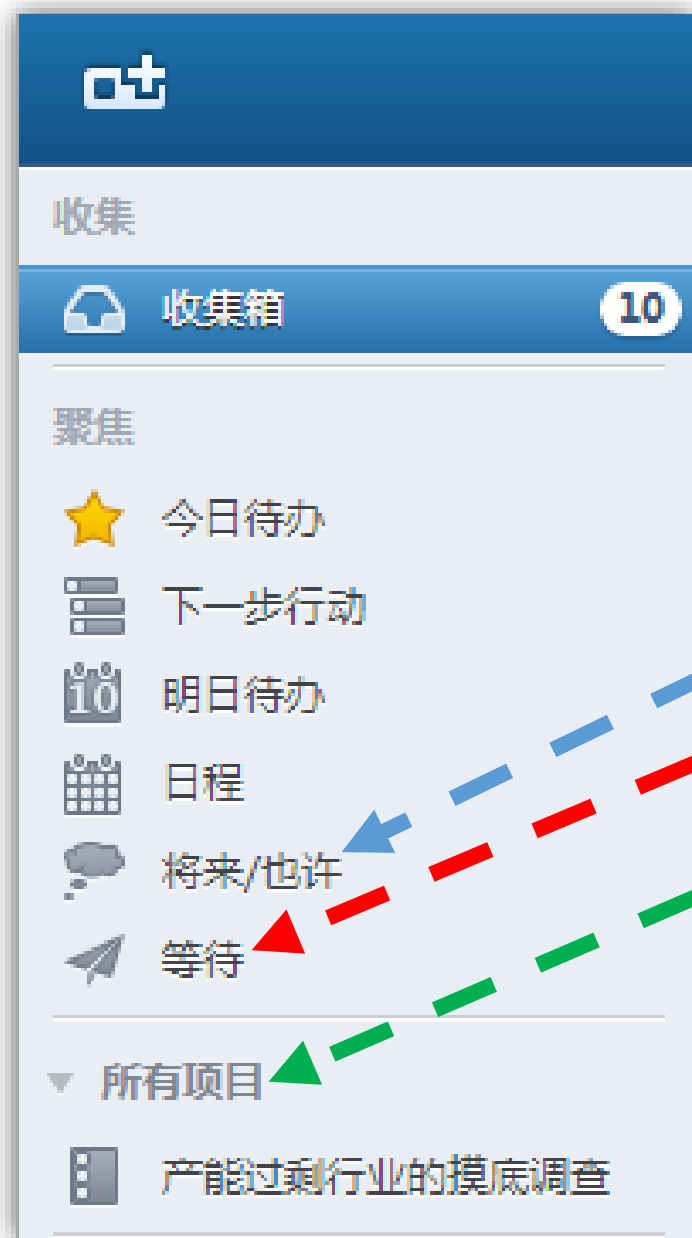 收集
收集箱 10
聚焦
今日待办
下一步行动
10 明日待办
日程
将来/也许
等待
所有项目
产能过剩行业的摸底调查